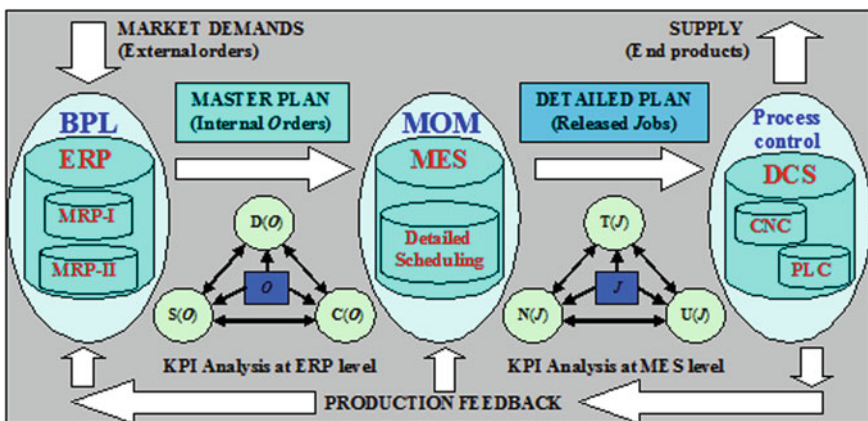 MARKET DEMANDS
(External orders)
SUPPLY
(End products)
BPL
ERP
MRP-I
MRP-II
MASTER PLAN
(Internal Orders)
MOM
MES
Detailed
Scheduling
DETAILED PLAN
(Released Jobs)
Process
control
DCS
CNC
PLC
D(O)
O
S(O)
C(O)
T(J)
J
N(J)
U(J)
KPI Analysis at ERP level
KPI Analysis at MES level
PRODUCTION FEEDBACK